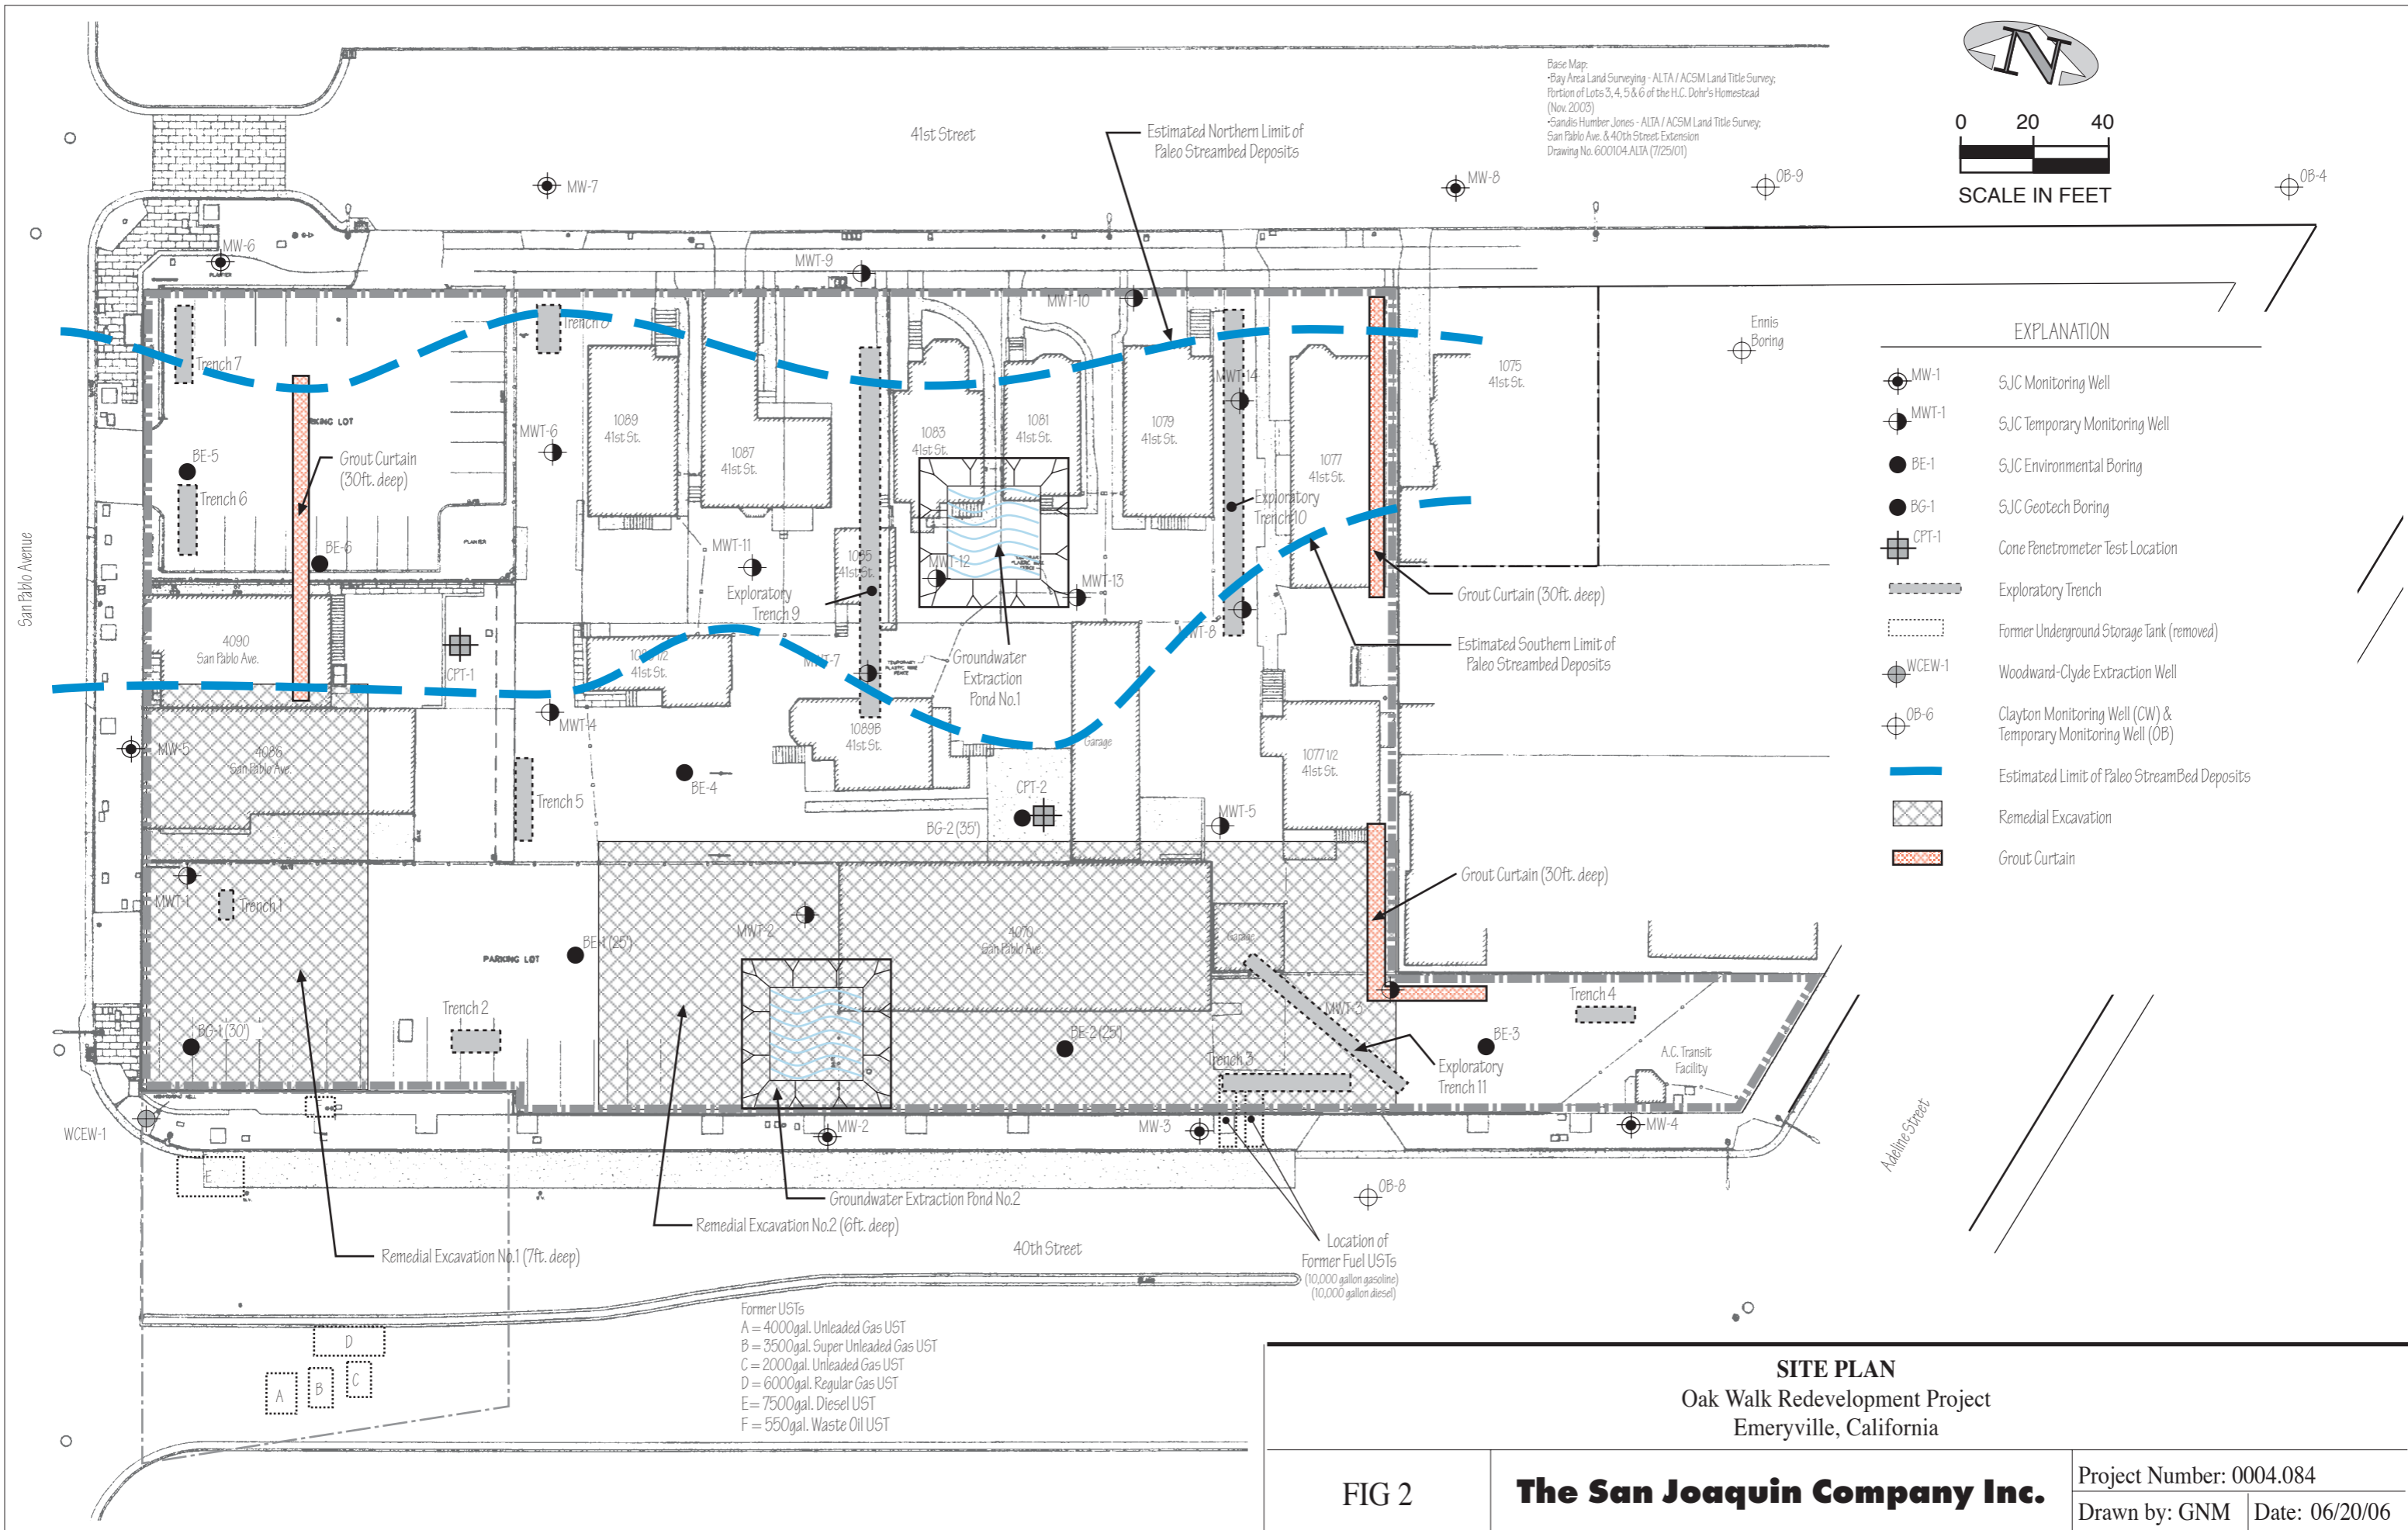 Base Map:
•Bay Area Land Surveying - ALTA / ACSM Land Title Survey;
Portion of Lots 3, 4, 5 & 6 of the H.C. Dohr's Homestead
(Nov. 2003)
•Sandis Humber Jones - ALTA / ACSM Land Title Survey;
San Pablo Ave. & 40th Street Extension
Drawing No. 600104.ALTA (7/25/01)
N
0 20 40
SCALE IN FEET
41st Street
Estimated Northern Limit of
Paleo Streambed Deposits
MW-7
MW-8
OB-9
OB-4
MW-6
PLANTER
MWT-9
MWT-10
Trench 7
Trench 8
Ennis
Boring
1075
41st St.
MWT-14
PARKING LOT
MWT-6
1089
41st St.
1087
41st St.
1083
41st St.
1081
41st St.
1079
41st St.
1077
41st St.
BE-5
Grout Curtain
(30ft. deep)
Trench 6
Exploratory
Trench 10
San Pablo Avenue
BE-6
PLANTER
MWT-11
1085
41st St.
MWT-12
MWT-13
Exploratory
Trench 9
Grout Curtain (30ft. deep)
4090
San Pablo Ave.
CPT-1
1089 1/2
41st St.
MWT-7
TEMPORARY
PLASTIC WIRE
FENCE
Groundwater
Extraction
Pond No.1
MWT-8
Estimated Southern Limit of
Paleo Streambed Deposits
MWT-4
MW-5
4086
San Pablo Ave.
1089B
41st St.
Garage
1077 1/2
41st St.
BE-4
Trench 5
CPT-2
BG-2 (35')
MWT-5
GATE
MWT-1
Trench 1
MWT-2
4070
San Pablo Ave.
Garage
Grout Curtain (30ft. deep)
BE-1 (25')
PARKING LOT
Trench 2
BG-1 (30')
BE-2 (25')
MWT-3
Trench 3
Exploratory
Trench 11
Trench 4
BE-3
A.C. Transit
Facility
WCEW-1
MW-2
MW-3
MW-4
Adeline Street
E
Groundwater Extraction Pond No.2
OB-8
Remedial Excavation No.2 (6ft. deep)
Remedial Excavation No.1 (7ft. deep)
40th Street
Location of
Former Fuel USTs
(10,000 gallon gasoline)
(10,000 gallon diesel)
D
A
B
C
Former USTs
A = 4000gal. Unleaded Gas UST
B = 3500gal. Super Unleaded Gas UST
C = 2000gal. Unleaded Gas UST
D = 6000gal. Regular Gas UST
E = 7500gal. Diesel UST
F = 550gal. Waste Oil UST
EXPLANATION
MW-1 SJC Monitoring Well
MWT-1 SJC Temporary Monitoring Well
BE-1 SJC Environmental Boring
BG-1 SJC Geotech Boring
CPT-1 Cone Penetrometer Test Location
Exploratory Trench
Former Underground Storage Tank (removed)
WCEW-1 Woodward-Clyde Extraction Well
OB-6 Clayton Monitoring Well (CW) &
Temporary Monitoring Well (OB)
Estimated Limit of Paleo StreamBed Deposits
Remedial Excavation
Grout Curtain
SITE PLAN
Oak Walk Redevelopment Project
Emeryville, California
FIG 2
The San Joaquin Company Inc.
Project Number: 0004.084
Drawn by: GNM Date: 06/20/06